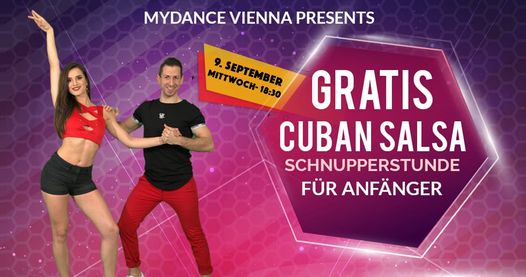 MYDANCE VIENNA PRESENTS
9. SEPTEMBER
MITTWOCH- 18:30
GRATIS
CUBAN SALSA
SCHNUPPERSTUNDE
FÜR ANFÄNGER